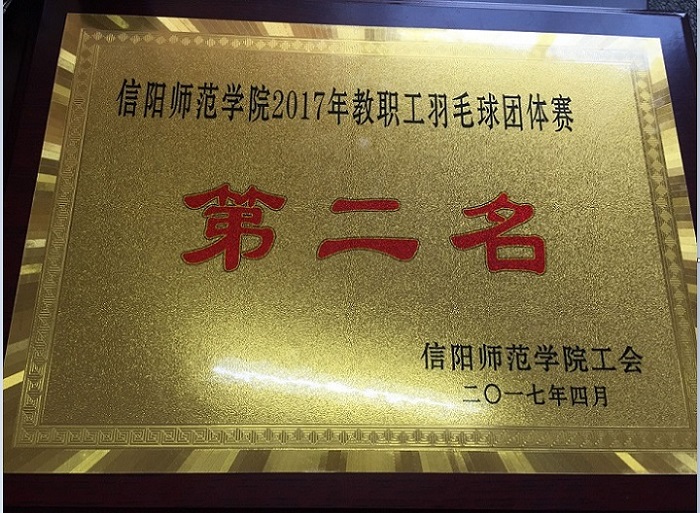 信阳师范学院2017年教职工羽毛球团体赛
第二名
信阳师范学院工会
二〇一七年四月